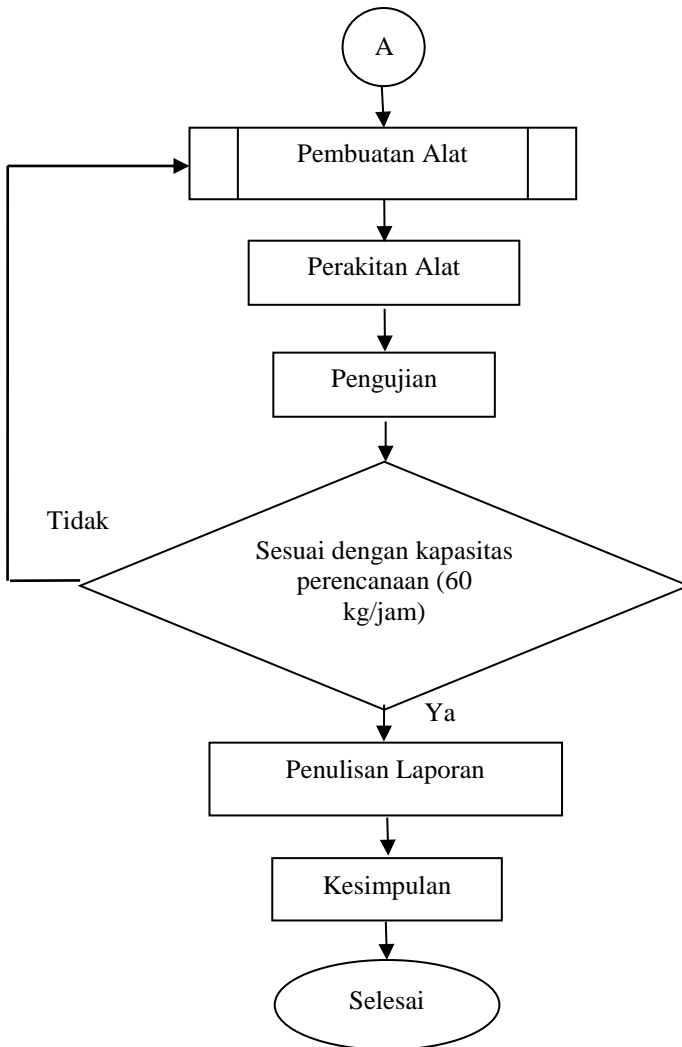 A
Pembuatan Alat
Perakitan Alat
Pengujian
Tidak
Sesuai dengan kapasitas
perencanaan (60
kg/jam)
Ya
Penulisan Laporan
Kesimpulan
Selesai